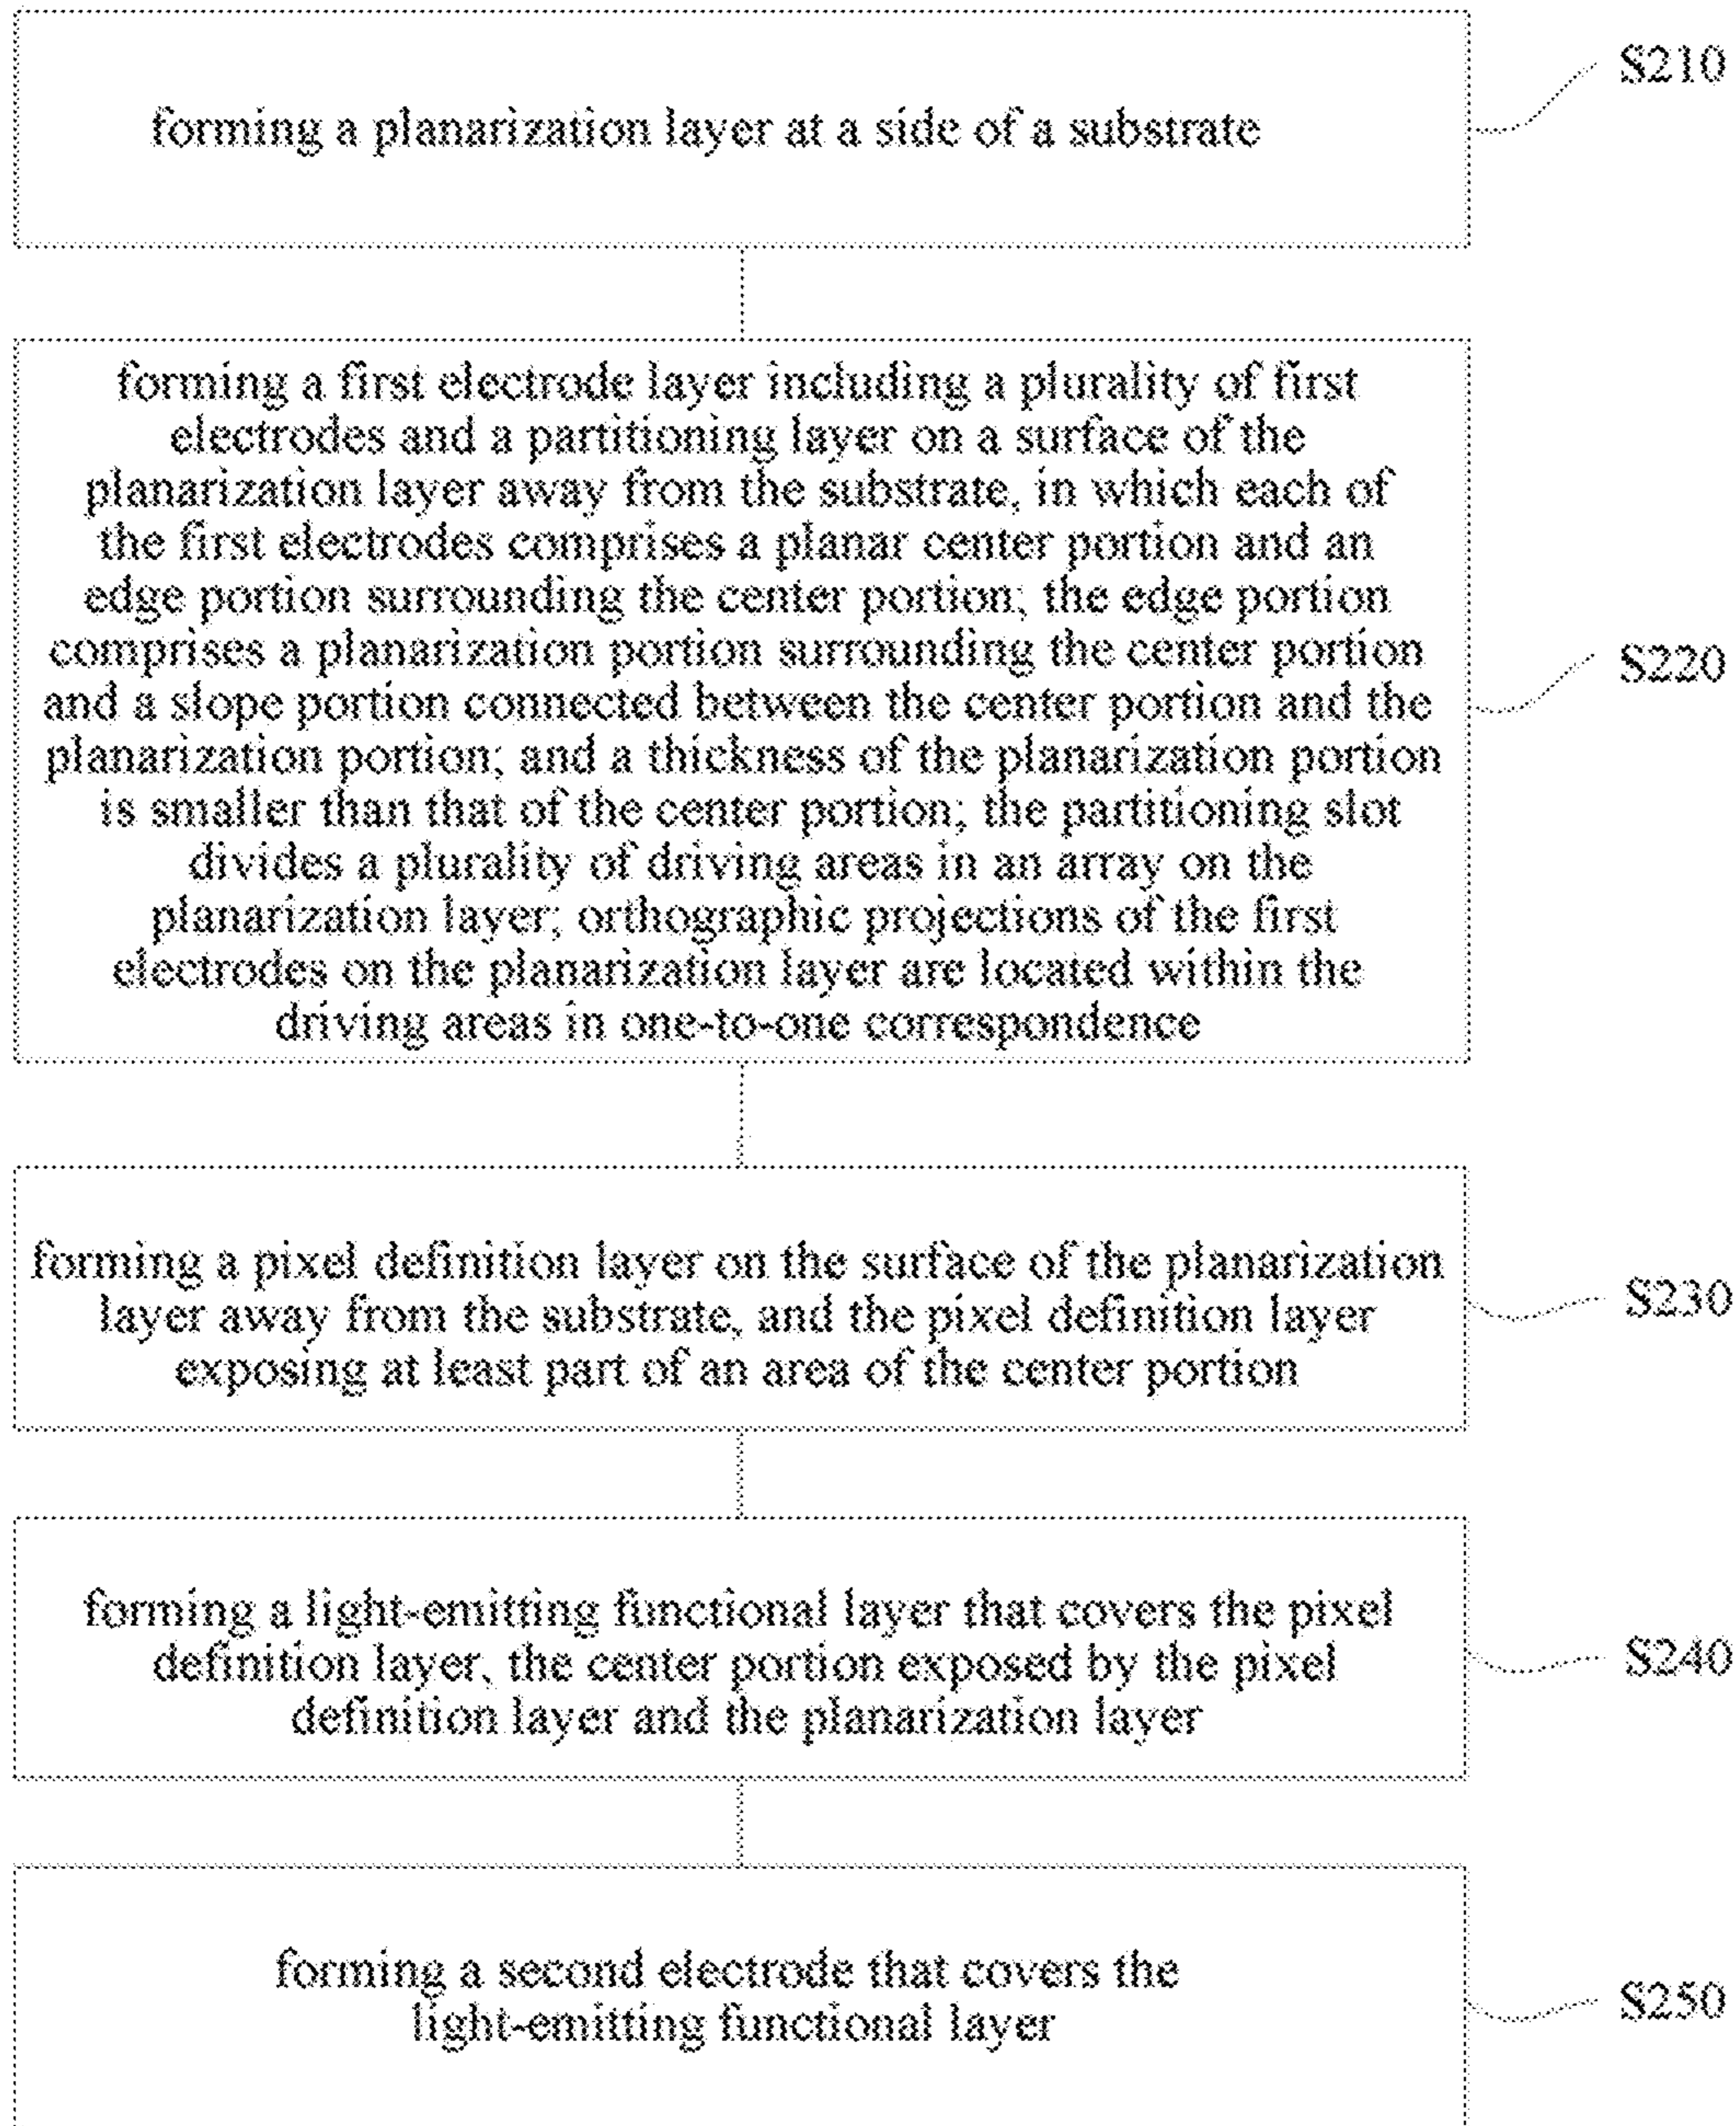 forming a planarization layer at a side of a substrate
S210
forming a first electrode layer including a plurality of first
electrodes and a partitioning layer on a surface of the
planarization layer away from the substrate, in which each of
the first electrodes comprises a planar center portion and an
edge portion surrounding the center portion; the edge portion
comprises a planarization portion surrounding the center portion
and a slope portion connected between the center portion and the
planarization portion; and a thickness of the planarization portion
is smaller than that of the center portion; the partitioning slot
divides a plurality of driving areas in an array on the
planarization layer; orthographic projections of the first
electrodes on the planarization layer are located within the
driving areas in one-to-one correspondence
S220
forming a pixel definition layer on the surface of the planarization
layer away from the substrate, and the pixel definition layer
exposing at least part of an area of the center portion
S230
forming a light-emitting functional layer that covers the pixel
definition layer, the center portion exposed by the pixel
definition layer and the planarization layer
S240
forming a second electrode that covers the
light-emitting functional layer
S250